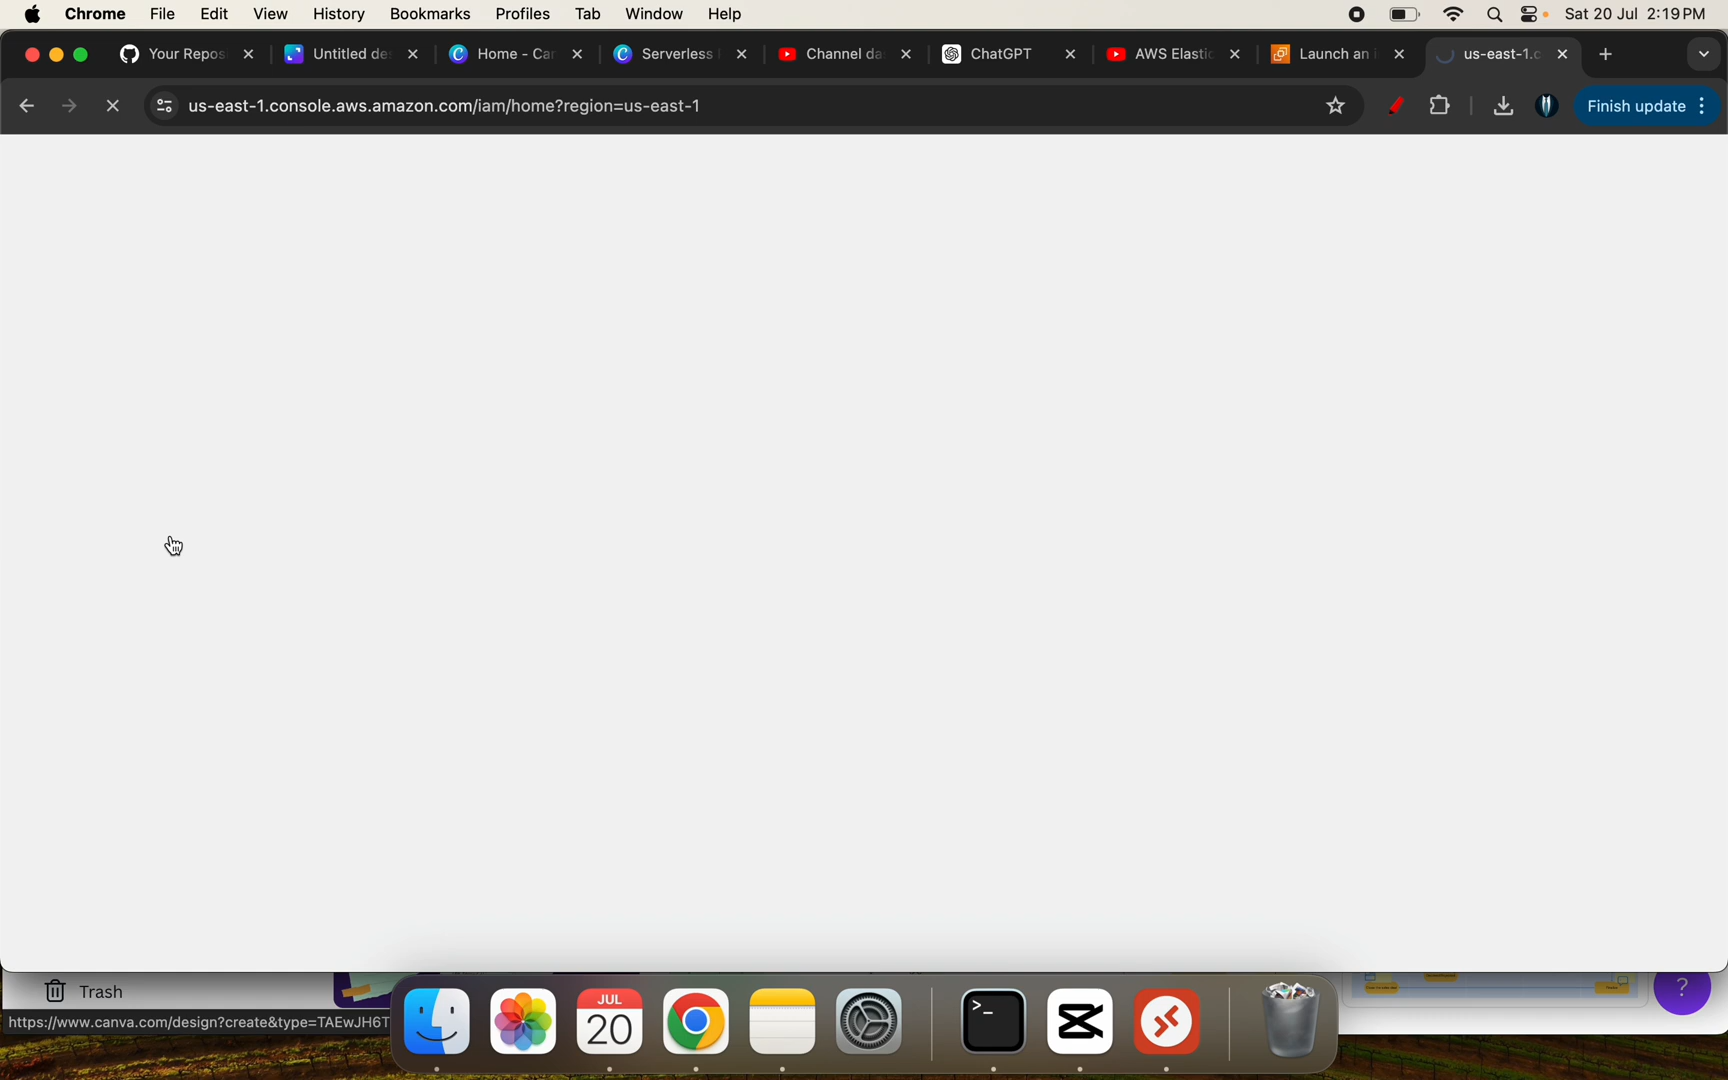 Chrome File Edit View History Bookmarks Profiles Tab Window Help Sat 20 Jul 2:19 PM
Your Repos Untitled de Home - Car Serverless Channel da ChatGPT AWS Elastic Launch an us-east-1.c
us-east-1.console.aws.amazon.com/iam/home?region=us-east-1 Finish update
Trash
https://www.canva.com/design?create&type=TAEwJH6T
JUL
20
>_
?